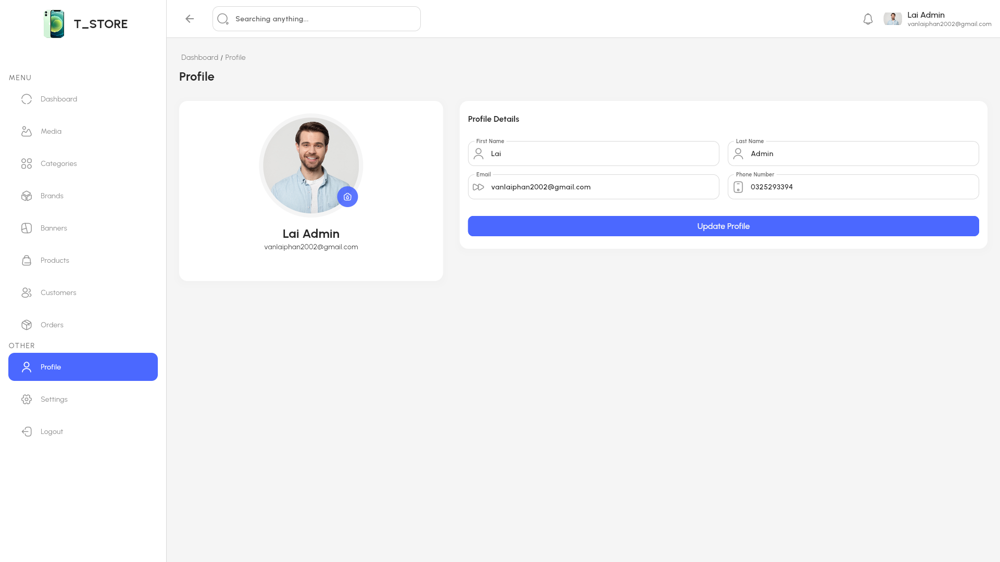 T_STORE
Searching anything...
Lai Admin
vanlaiphan2002@gmail.com
MENU
Dashboard
Media
Categories
Brands
Banners
Products
Customers
Orders
OTHER
Profile
Settings
Logout
Dashboard / Profile
Profile
Lai Admin
vanlaiphan2002@gmail.com
Profile Details
First Name
Lai
Last Name
Admin
Email
vanlaiphan2002@gmail.com
Phone Number
0325293394
Update Profile